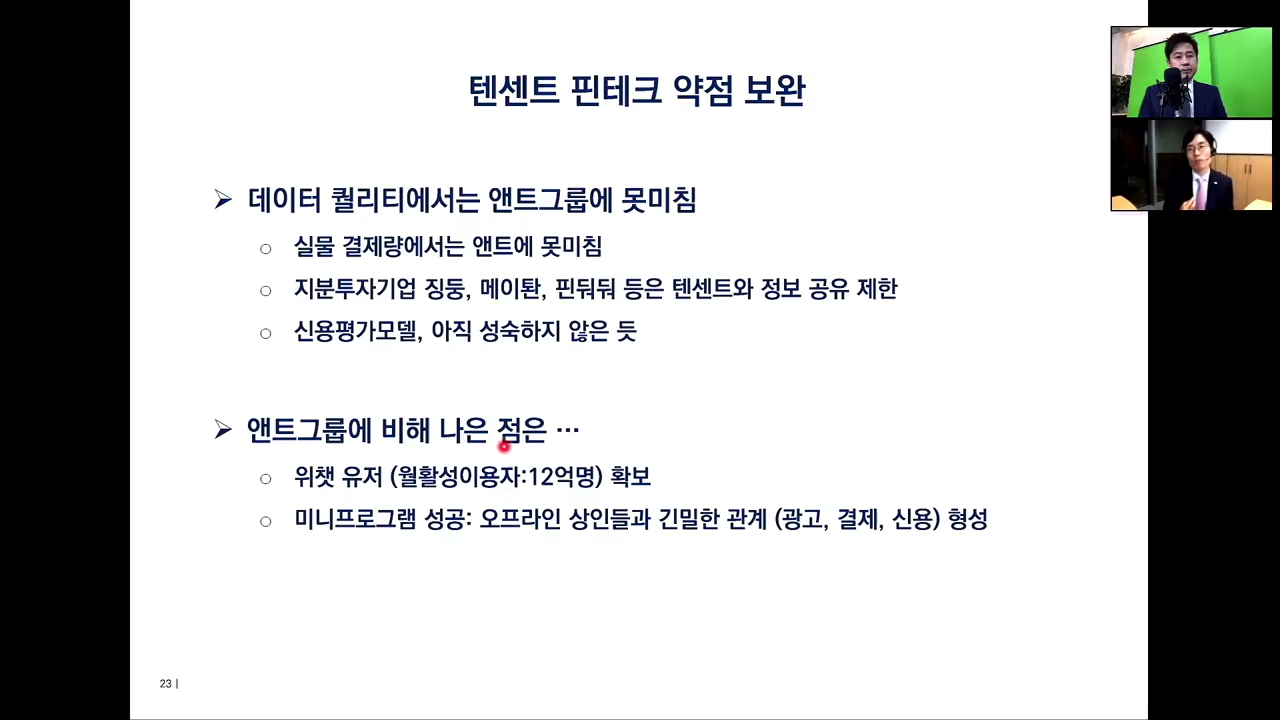 텐센트 핀테크 약점 보완
➢ 데이터 퀄리티에서는 앤트그룹에 못미침
○ 실물 결제량에서는 앤트에 못미침
○ 지분투자기업 징둥, 메이퇀, 핀둬둬 등은 텐센트와 정보 공유 제한
○ 신용평가모델, 아직 성숙하지 않은 듯
➢ 앤트그룹에 비해 나은 점은 …
○ 위챗 유저 (월활성이용자:12억명) 확보
○ 미니프로그램 성공: 오프라인 상인들과 긴밀한 관계 (광고, 결제, 신용) 형성
23 |